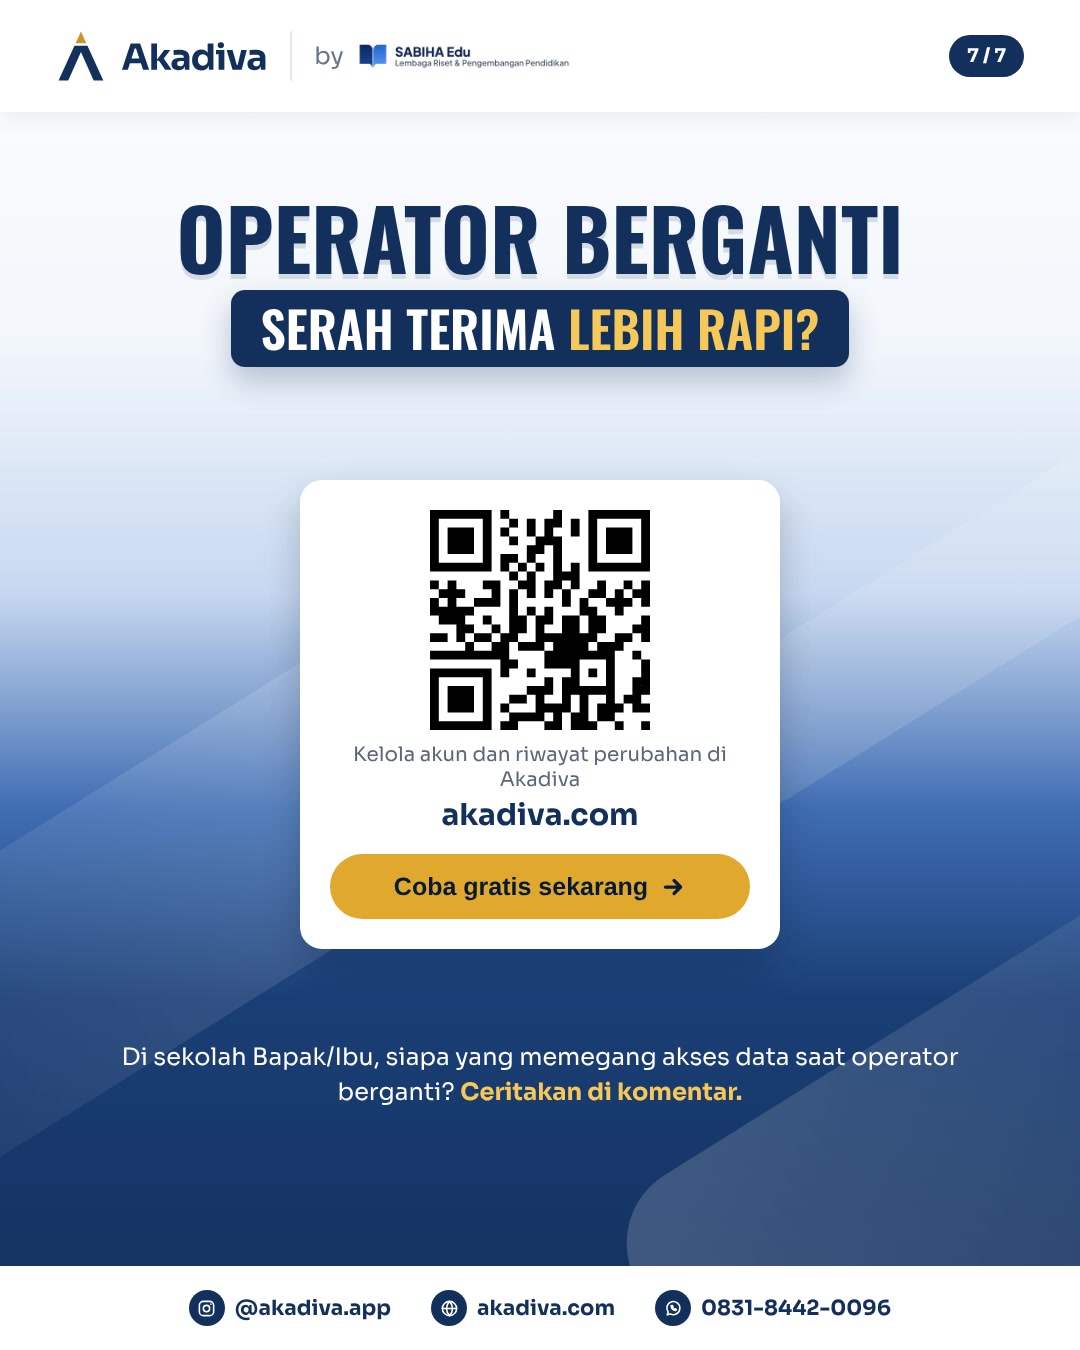 Akadiva
by
SABIHA Edu
Lembaga Riset & Pengembangan Pendidikan
7 / 7
OPERATOR BERGANTI
SERAH TERIMA LEBIH RAPI?
Kelola akun dan riwayat perubahan di
Akadiva
akadiva.com
Coba gratis sekarang →
Di sekolah Bapak/Ibu, siapa yang memegang akses data saat operator
berganti? Ceritakan di komentar.
@akadiva.app
akadiva.com
0831-8442-0096